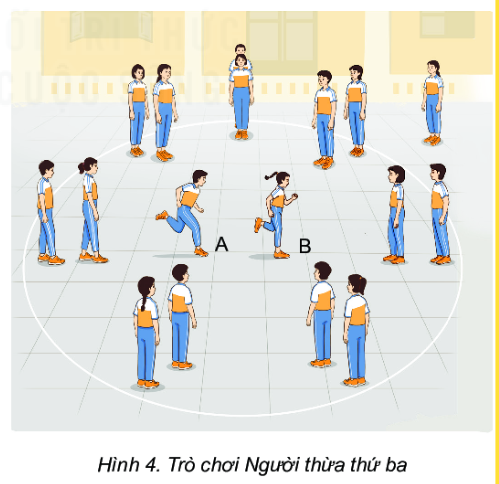 A
B
Hình 4. Trò chơi Người thừa thứ ba